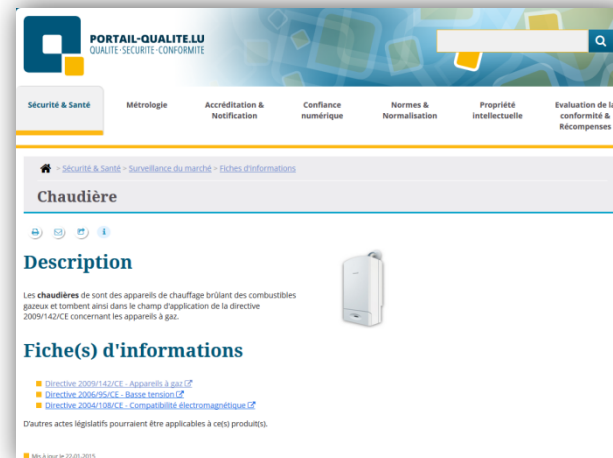 PORTAIL-QUALITE.LU
QUALITE·SECURITE·CONFORMITE
Sécurité & Santé
Métrologie
Accréditation &
Notification
Confiance
numérique
Normes &
Normalisation
Propriété
intellectuelle
Evaluation de la
conformité &
Récompenses
> Sécurité & Santé > Surveillance du marché > Fiches d'informations
Chaudière
Description
Les chaudières de sont des appareils de chauffage brûlant des combustibles
gazeux et tombent ainsi dans le champ d'application de la directive
2009/142/CE concernant les appareils à gaz.
Fiche(s) d'informations
Directive 2009/142/CE - Appareils à gaz
Directive 2006/95/CE - Basse tension
Directive 2004/108/CE - Compatibilité électromagnétique
D'autres actes législatifs pourraient être applicables à ce(s) produit(s).
Mis à jour le 22-01-2015